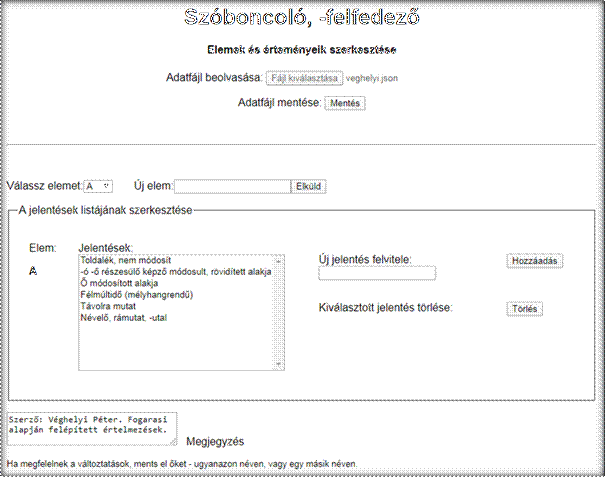 Szóboncoló, -felfedező
Elemek és érteményeik szerkesztése
Adatfájl beolvasása: Fájl kiválasztása veghelyi.json
Adatfájl mentése: Mentés
Válassz elemet: A Új elem: Elküld
A jelentések listájának szerkesztése
Elem: Jelentések:
A
Toldalék, nem módosít
-ó -ő részesülő képző módosult, rövidített alakja
Ő módosított alakja
Félmúltidő (mélyhangrendű)
Távolra mutat
Névelő, rámutat, -utal
Új jelentés felvitele: Hozzáadás
Kiválasztott jelentés törlése: Törlés
Szerző: Véghelyi Péter. Fogarasi
alapján felépített értelmezések.
Megjegyzés
Ha megfelelnek a változtatások, ments el őket - ugyanazon néven, vagy egy másik néven.